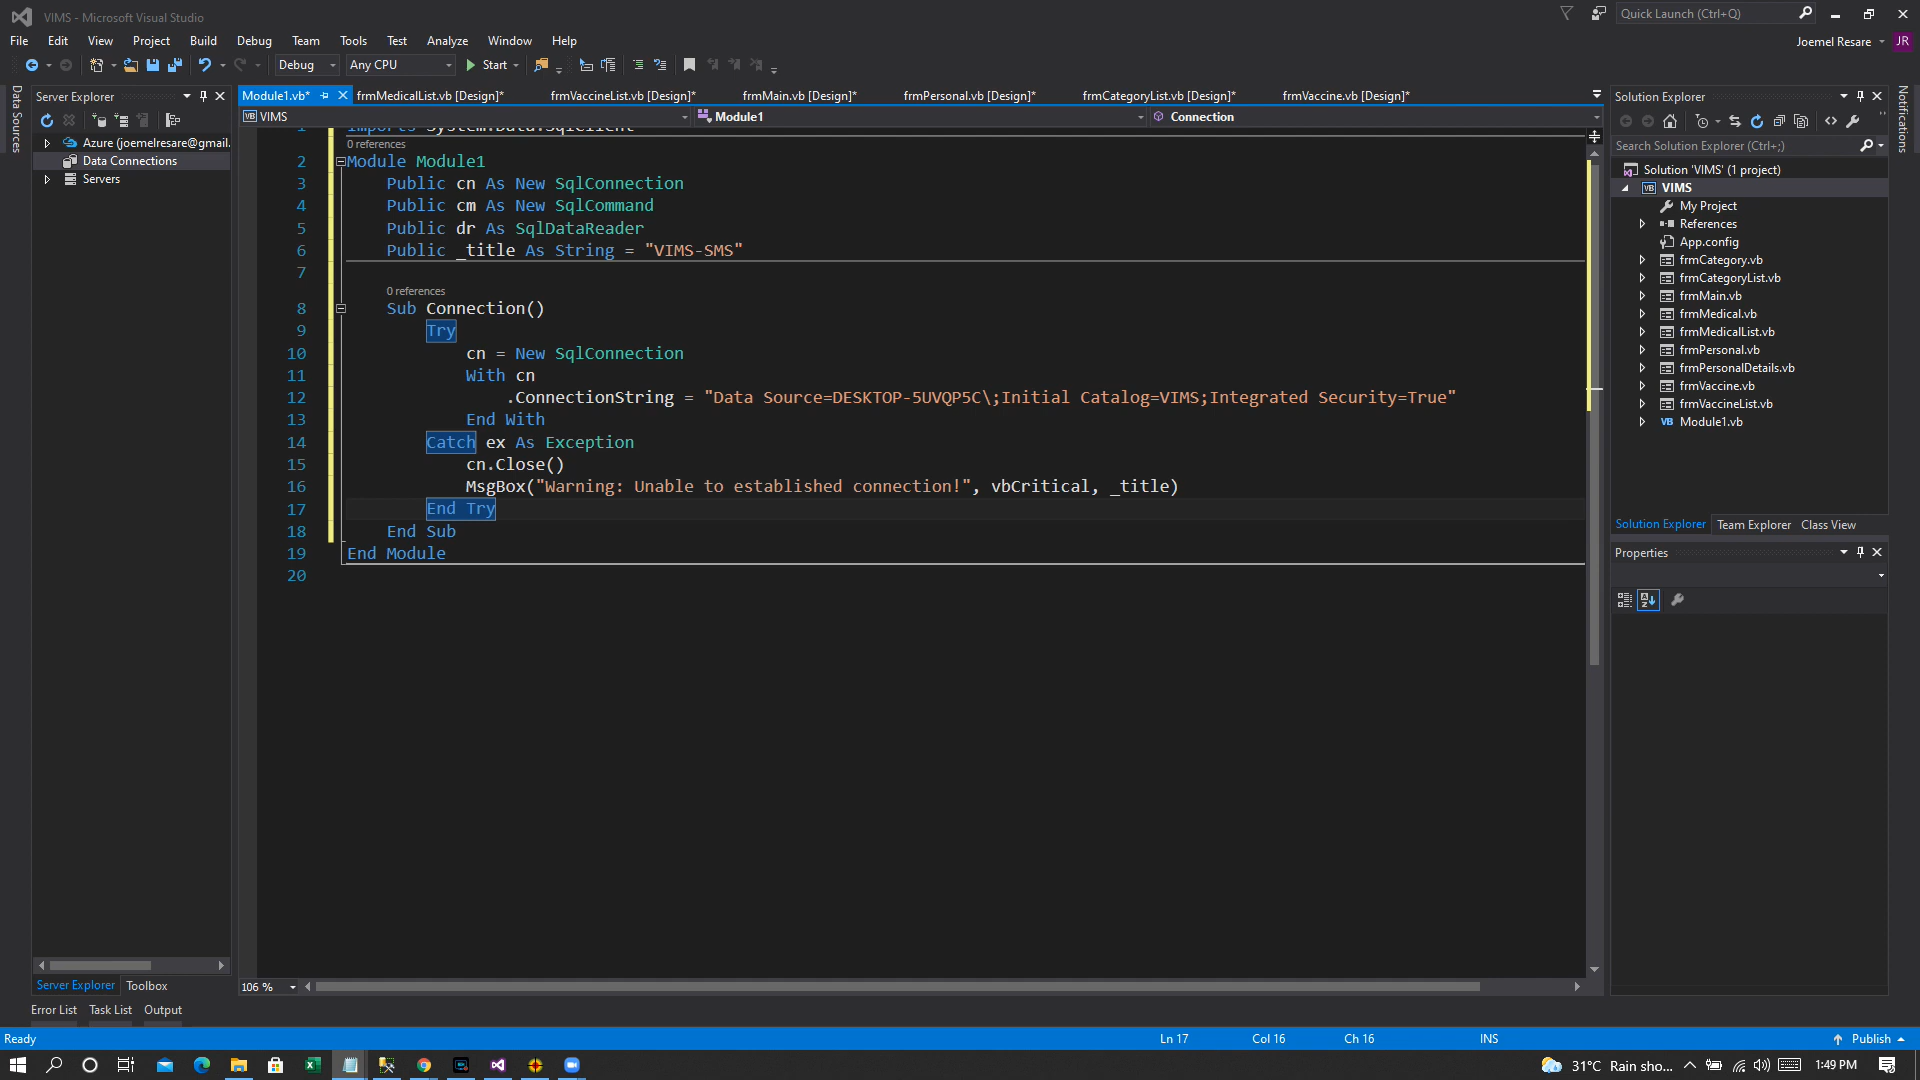 VIMS - Microsoft Visual Studio
Quick Launch (Ctrl+Q)
File Edit View Project Build Debug Team Tools Test Analyze Window Help
Joemel Resare JR
Debug Any CPU Start
Data Sources
Server Explorer
Azure (joemelresare@gmail.
Data Connections
Servers
Server Explorer Toolbox
Module1.vb* frmMedicalList.vb [Design]* frmVaccineList.vb [Design]* frmMain.vb [Design]* frmPersonal.vb [Design]* frmCategoryList.vb [Design]* frmVaccine.vb [Design]*
VB VIMS Module1 Connection
1 Imports System.Data.SqlClient
0 references
2 Module Module1
3 Public cn As New SqlConnection
4 Public cm As New SqlCommand
5 Public dr As SqlDataReader
6 Public _title As String = "VIMS-SMS"
7
0 references
8 Sub Connection()
9 Try
10 cn = New SqlConnection
11 With cn
12 .ConnectionString = "Data Source=DESKTOP-5UVQP5C\;Initial Catalog=VIMS;Integrated Security=True"
13 End With
14 Catch ex As Exception
15 cn.Close()
16 MsgBox("Warning: Unable to established connection!", vbCritical, _title)
17 End Try
18 End Sub
19 End Module
20
106 %
Solution Explorer
Search Solution Explorer (Ctrl+;)
Solution 'VIMS' (1 project)
VB VIMS
My Project
References
App.config
frmCategory.vb
frmCategoryList.vb
frmMain.vb
frmMedical.vb
frmMedicalList.vb
frmPersonal.vb
frmPersonalDetails.vb
frmVaccine.vb
frmVaccineList.vb
VB Module1.vb
Solution Explorer Team Explorer Class View
Properties
Notifications
Error List Task List Output
Ready Ln 17 Col 16 Ch 16 INS Publish
31°C Rain sho... 1:49 PM